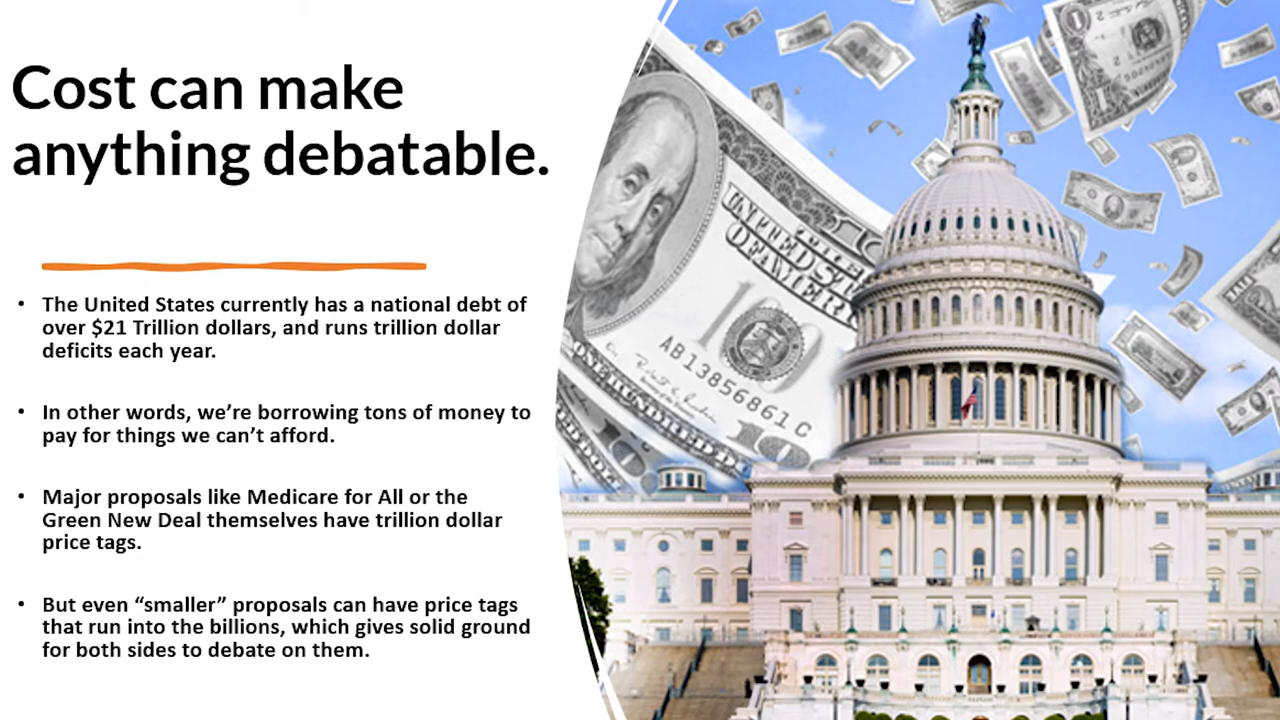 Cost can make
anything debatable.
• The United States currently has a national debt of
over $21 Trillion dollars, and runs trillion dollar
deficits each year.
• In other words, we’re borrowing tons of money to
pay for things we can’t afford.
• Major proposals like Medicare for All or the
Green New Deal themselves have trillion dollar
price tags.
• But even “smaller” proposals can have price tags
that run into the billions, which gives solid ground
for both sides to debate on them.
AB13856861C